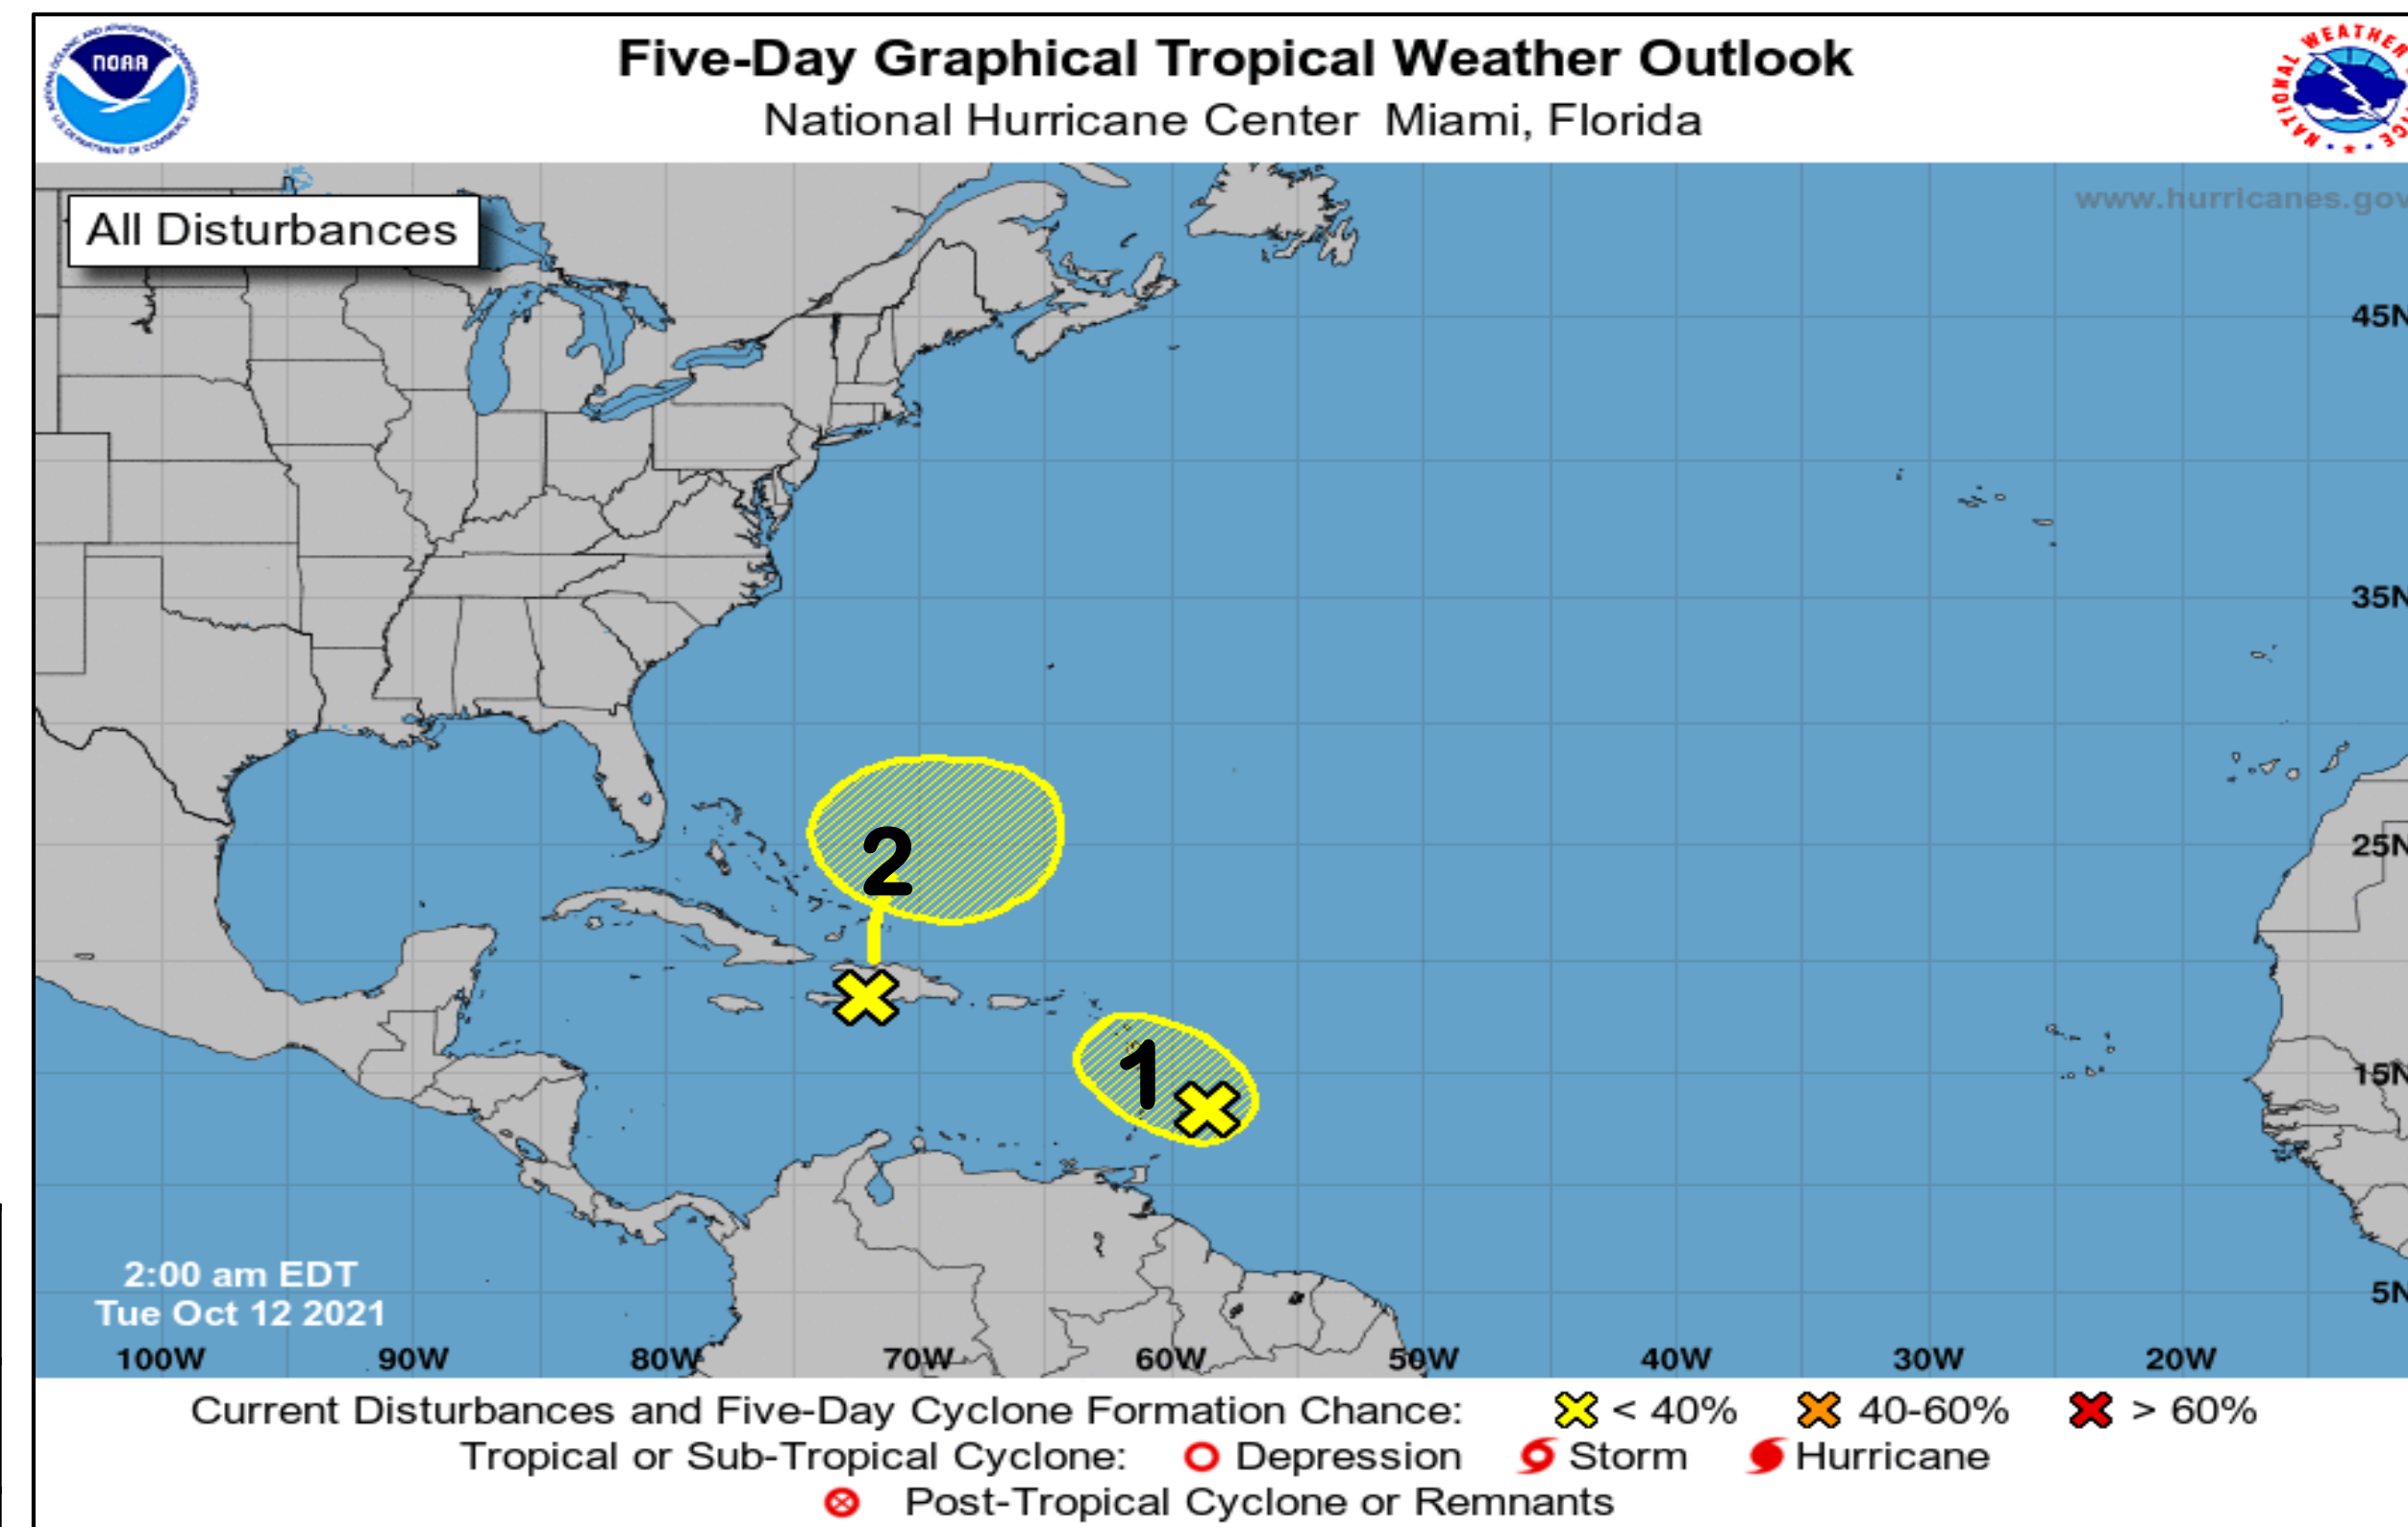 Five-Day Graphical Tropical Weather Outlook
National Hurricane Center Miami, Florida
NOAA
NATIONAL WEATHER
All Disturbances
www.hurricanes.gov
45N
35N
25N
15N
5N
2
1
2:00 am EDT
Tue Oct 12 2021
100W 90W 80W 70W 60W 50W 40W 30W 20W
Current Disturbances and Five-Day Cyclone Formation Chance: < 40% 40-60% > 60%
Tropical or Sub-Tropical Cyclone: Depression Storm Hurricane
Post-Tropical Cyclone or Remnants